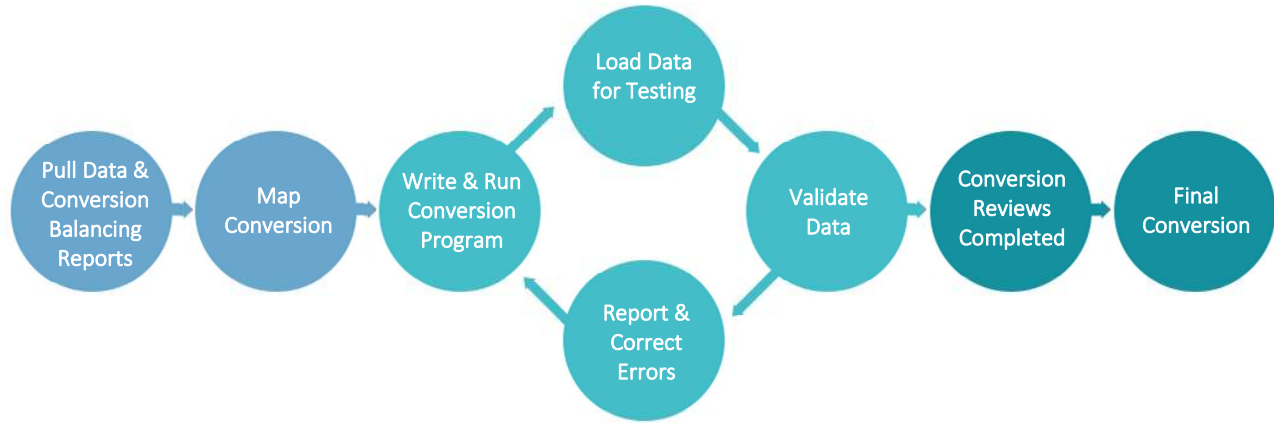 Pull Data &
Conversion
Balancing
Reports
Map
Conversion
Write & Run
Conversion
Program
Load Data
for Testing
Validate
Data
Report &
Correct
Errors
Conversion
Reviews
Completed
Final
Conversion